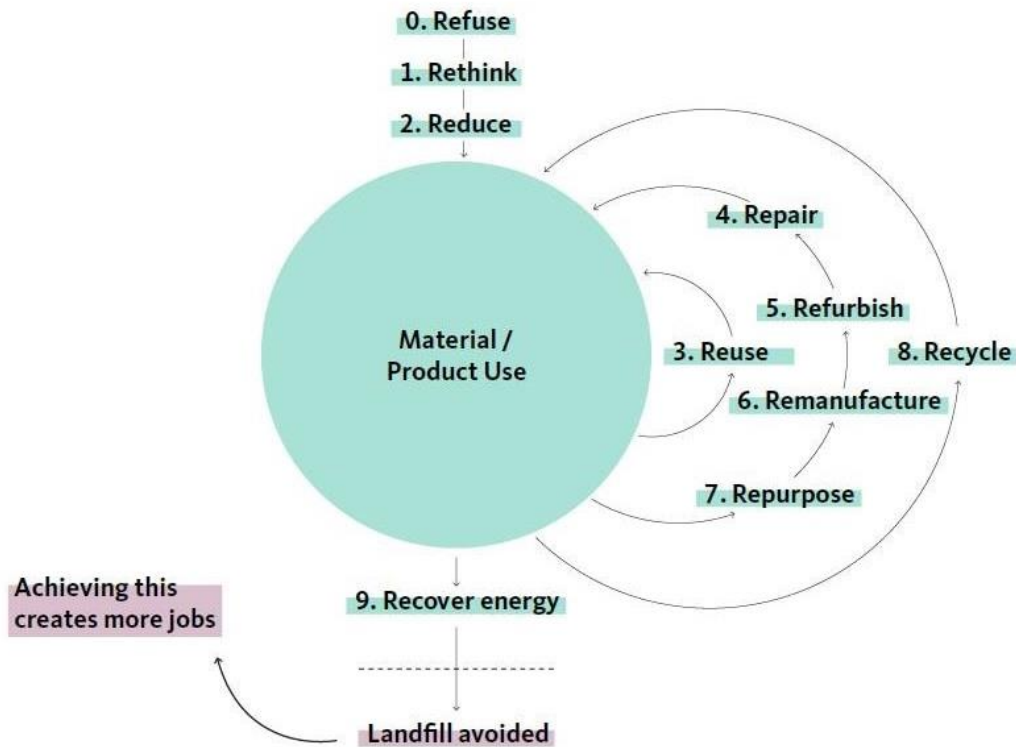 0. Refuse
1. Rethink
2. Reduce
4. Repair
5. Refurbish
Material /
Product Use
3. Reuse
8. Recycle
6. Remanufacture
7. Repurpose
9. Recover energy
Achieving this
creates more jobs
Landfill avoided